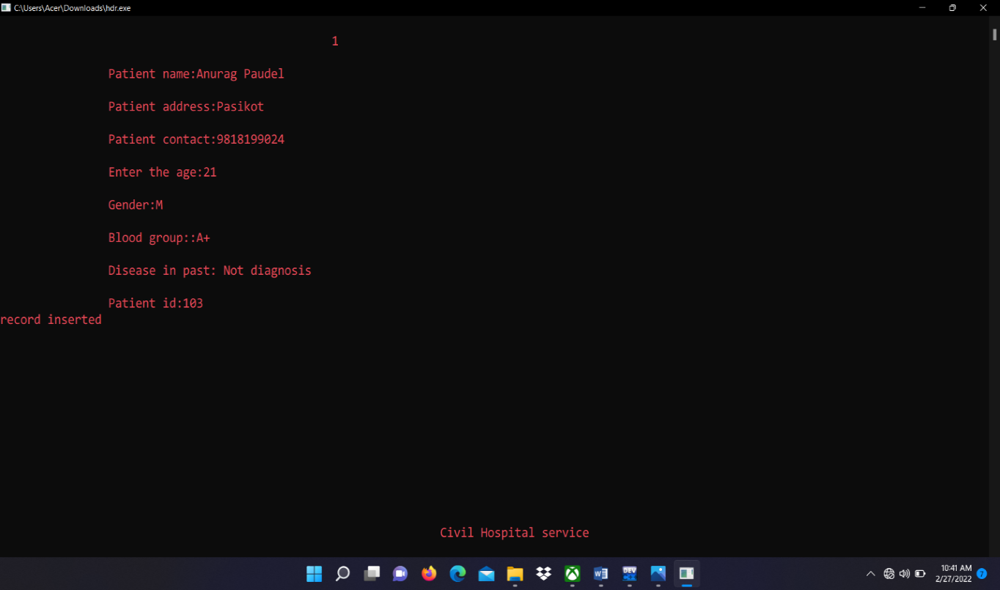 C:\Users\Acer\Downloads\hdr.exe
1
Patient name:Anurag Paudel
Patient address:Pasikot
Patient contact:9818199024
Enter the age:21
Gender:M
Blood group::A+
Disease in past: Not diagnosis
Patient id:103
record inserted
Civil Hospital service
DEV
C++
10:41 AM
2/27/2022
7